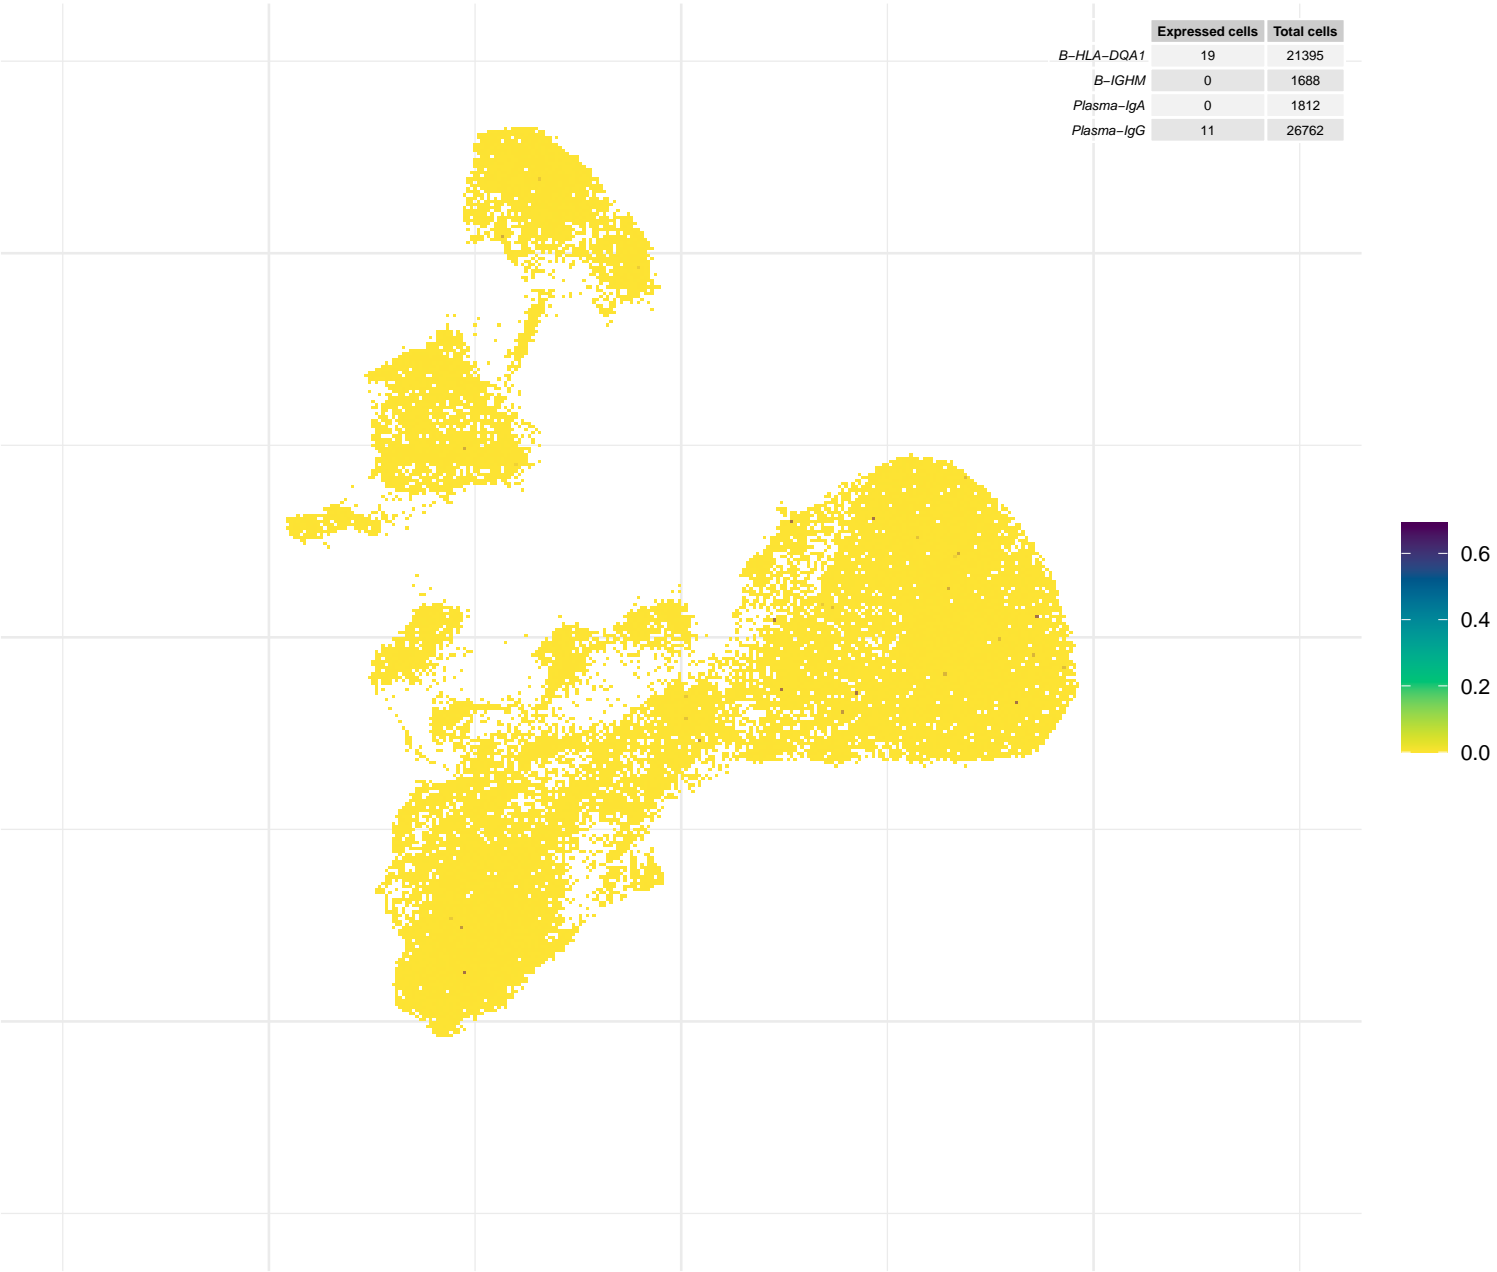 Expressed cells Total cells
B−HLA−DQA1 19 21395
B−IGHM 0 1688
Plasma−IgA 0 1812
Plasma−IgG 11 26762
0.6
0.4
0.2
0.0